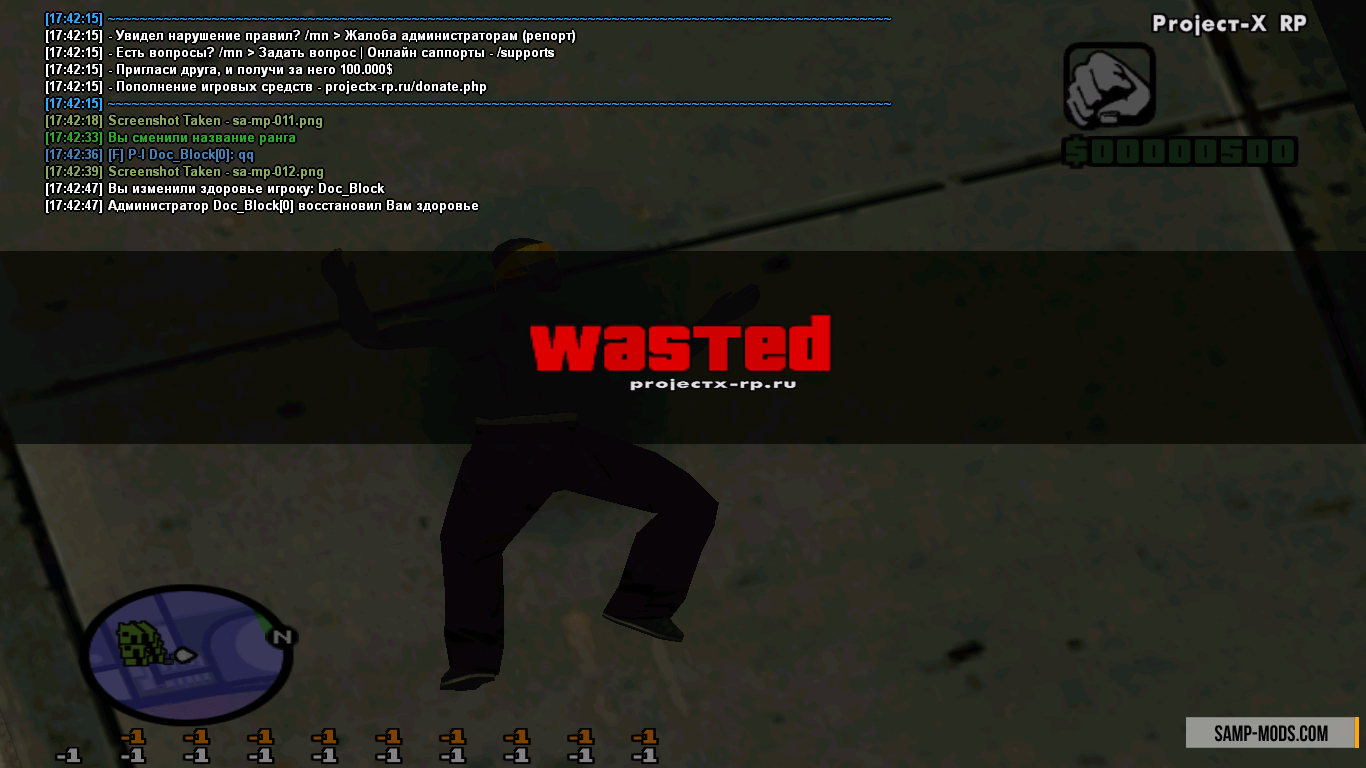 [17:42:15] ~~~~~~~~~~~~~~~~~~~~~~~~~~~~~~~~~~~~~~~~~~~~~~~~~~~~~~~~~~~~~~~~~~~~~~~~~~~~~~~~~~~~~~~~
Project-X RP
[17:42:15] - Увидел нарушение правил? /mn > Жалоба администраторам (репорт)
[17:42:15] - Есть вопросы? /mn > Задать вопрос | Онлайн саппорты - /supports
[17:42:15] - Пригласи друга, и получи за него 100.000$
[17:42:15] - Пополнение игровых средств - projectx-rp.ru/donate.php
[17:42:15] ~~~~~~~~~~~~~~~~~~~~~~~~~~~~~~~~~~~~~~~~~~~~~~~~~~~~~~~~~~~~~~~~~~~~~~~~~~~~~~~~~~~~~~~~
[17:42:18] Screenshot Taken - sa-mp-011.png
[17:42:33] Вы сменили название ранга
[17:42:36] [F] P-I Doc_Block[0]: qq
[17:42:39] Screenshot Taken - sa-mp-012.png
[17:42:47] Вы изменили здоровье игроку: Doc_Block
[17:42:47] Администратор Doc_Block[0] восстановил Вам здоровье
$00000500
wasted
projectx-rp.ru
N
-1 -1 -1 -1 -1 -1 -1 -1 -1
-1 -1 -1 -1 -1 -1 -1 -1 -1 -1
SAMP-MODS.COM